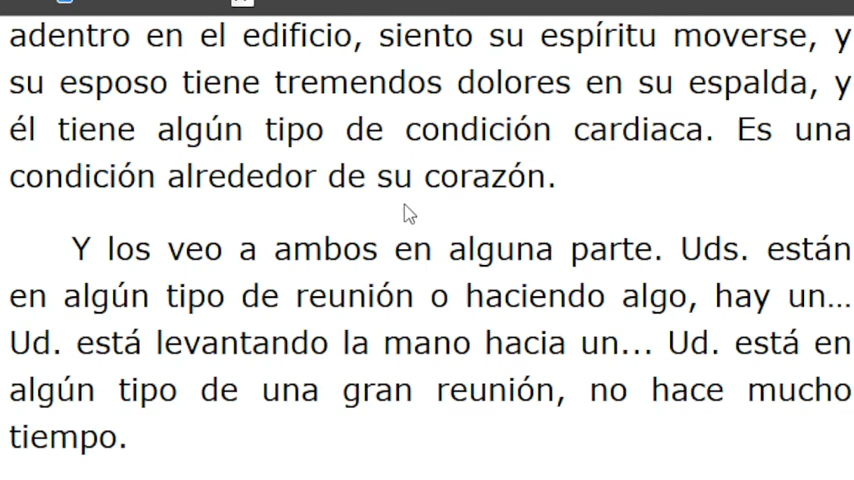 adentro en el edificio, siento su espíritu moverse, y
su esposo tiene tremendos dolores en su espalda, y
él tiene algún tipo de condición cardiaca. Es una
condición alrededor de su corazón.
Y los veo a ambos en alguna parte. Uds. están
en algún tipo de reunión o haciendo algo, hay un...
Ud. está levantando la mano hacia un... Ud. está en
algún tipo de una gran reunión, no hace mucho
tiempo.